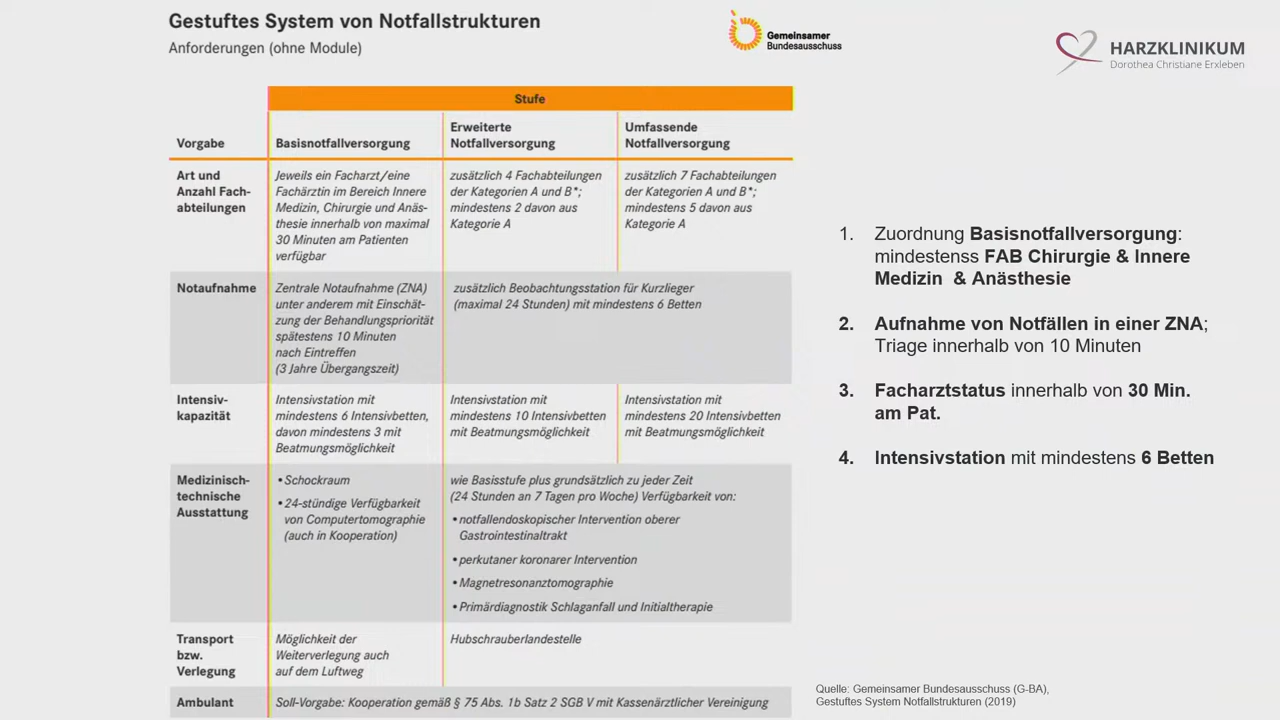 Gestuftes System von Notfallstrukturen
Anforderungen (ohne Module)
Gemeinsamer
Bundesausschuss
HARZKLINIKUM
Dorothea Christiane Erxleben
Stufe
Vorgabe
Basisnotfallversorgung
Erweiterte
Notfallversorgung
Umfassende
Notfallversorgung
Art und
Anzahl Fach-
abteilungen
Jeweils ein Facharzt/eine
Fachärztin im Bereich Innere
Medizin, Chirurgie und Anäs-
thesie innerhalb von maximal
30 Minuten am Patienten
verfügbar
zusätzlich 4 Fachabteilungen
der Kategorien A und B*;
mindestens 2 davon aus
Kategorie A
zusätzlich 7 Fachabteilungen
der Kategorien A und B*;
mindestens 5 davon aus
Kategorie A
Notaufnahme
Zentrale Notaufnahme (ZNA)
unter anderem mit Einschät-
zung der Behandlungspriorität
spätestens 10 Minuten
nach Eintreffen
(3 Jahre Übergangszeit)
zusätzlich Beobachtungsstation für Kurzlieger
(maximal 24 Stunden) mit mindestens 6 Betten
Intensiv-
kapazität
Intensivstation mit
mindestens 6 Intensivbetten,
davon mindestens 3 mit
Beatmungsmöglichkeit
Intensivstation mit
mindestens 10 Intensivbetten
mit Beatmungsmöglichkeit
Intensivstation mit
mindestens 20 Intensivbetten
mit Beatmungsmöglichkeit
Medizinisch-
technische
Ausstattung
• Schockraum
• 24-stündige Verfügbarkeit
von Computertomographie
(auch in Kooperation)
wie Basisstufe plus grundsätzlich zu jeder Zeit
(24 Stunden an 7 Tagen pro Woche) Verfügbarkeit von:
• notfallendoskopischer Intervention oberer
Gastrointestinaltrakt
• perkutaner koronarer Intervention
• Magnetresonanztomographie
• Primärdiagnostik Schlaganfall und Initialtherapie
Transport
bzw.
Verlegung
Möglichkeit der
Weiterverlegung auch
auf dem Luftweg
Hubschrauberlandestelle
Ambulant
Soll-Vorgabe: Kooperation gemäß § 75 Abs. 1b Satz 2 SGB V mit Kassenärztlicher Vereinigung
1. Zuordnung Basisnotfallversorgung:
mindestenss FAB Chirurgie & Innere
Medizin & Anästhesie
2. Aufnahme von Notfällen in einer ZNA;
Triage innerhalb von 10 Minuten
3. Facharztstatus innerhalb von 30 Min.
am Pat.
4. Intensivstation mit mindestens 6 Betten
Quelle: Gemeinsamer Bundesausschuss (G-BA),
Gestuftes System Notfallstrukturen (2019)